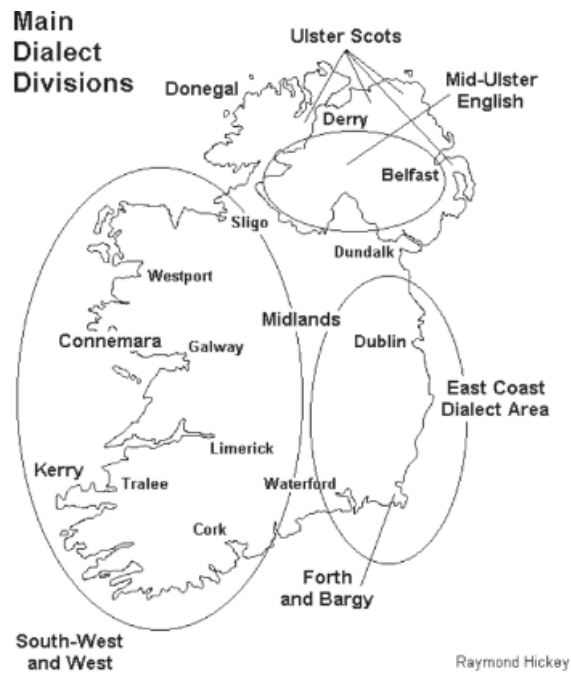 Main
Dialect
Divisions
Ulster Scots
Donegal
Mid-Ulster
English
Derry
Belfast
Sligo
Dundalk
Westport
Midlands
Connemara
Galway
Dublin
East Coast
Dialect Area
Limerick
Kerry
Tralee
Waterford
Cork
Forth
and Bargy
South-West
and West
Raymond Hickey